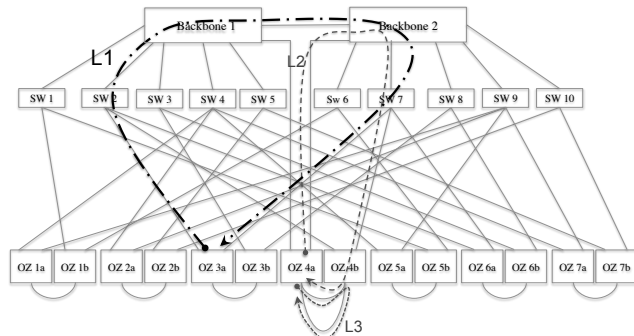 Backbone 1
Backbone 2
L1
L2
SW 1
SW 2
SW 3
SW 4
SW 5
Sw 6
SW 7
SW 8
SW 9
SW 10
OZ 1a
OZ 1b
OZ 2a
OZ 2b
OZ 3a
OZ 3b
OZ 4a
OZ 4b
OZ 5a
OZ 5b
OZ 6a
OZ 6b
OZ 7a
OZ 7b
L3